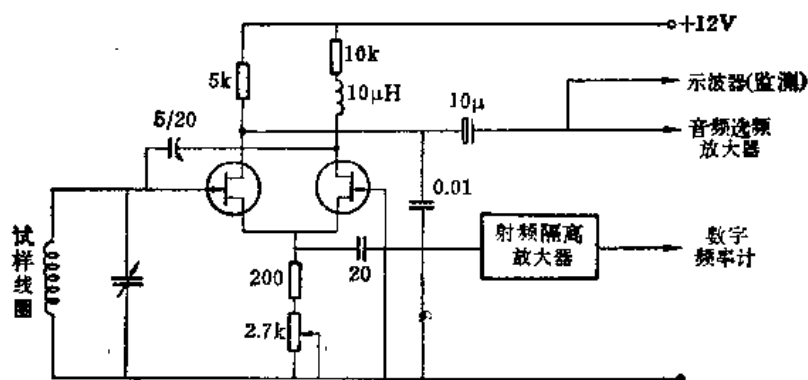 +12V
10k
5k
10μH
10μ
示波器(监测)
5/20
音频选频
放大器
0.01
试样线圈
射频隔离
放大器
数字
频率计
20
200
2.7k